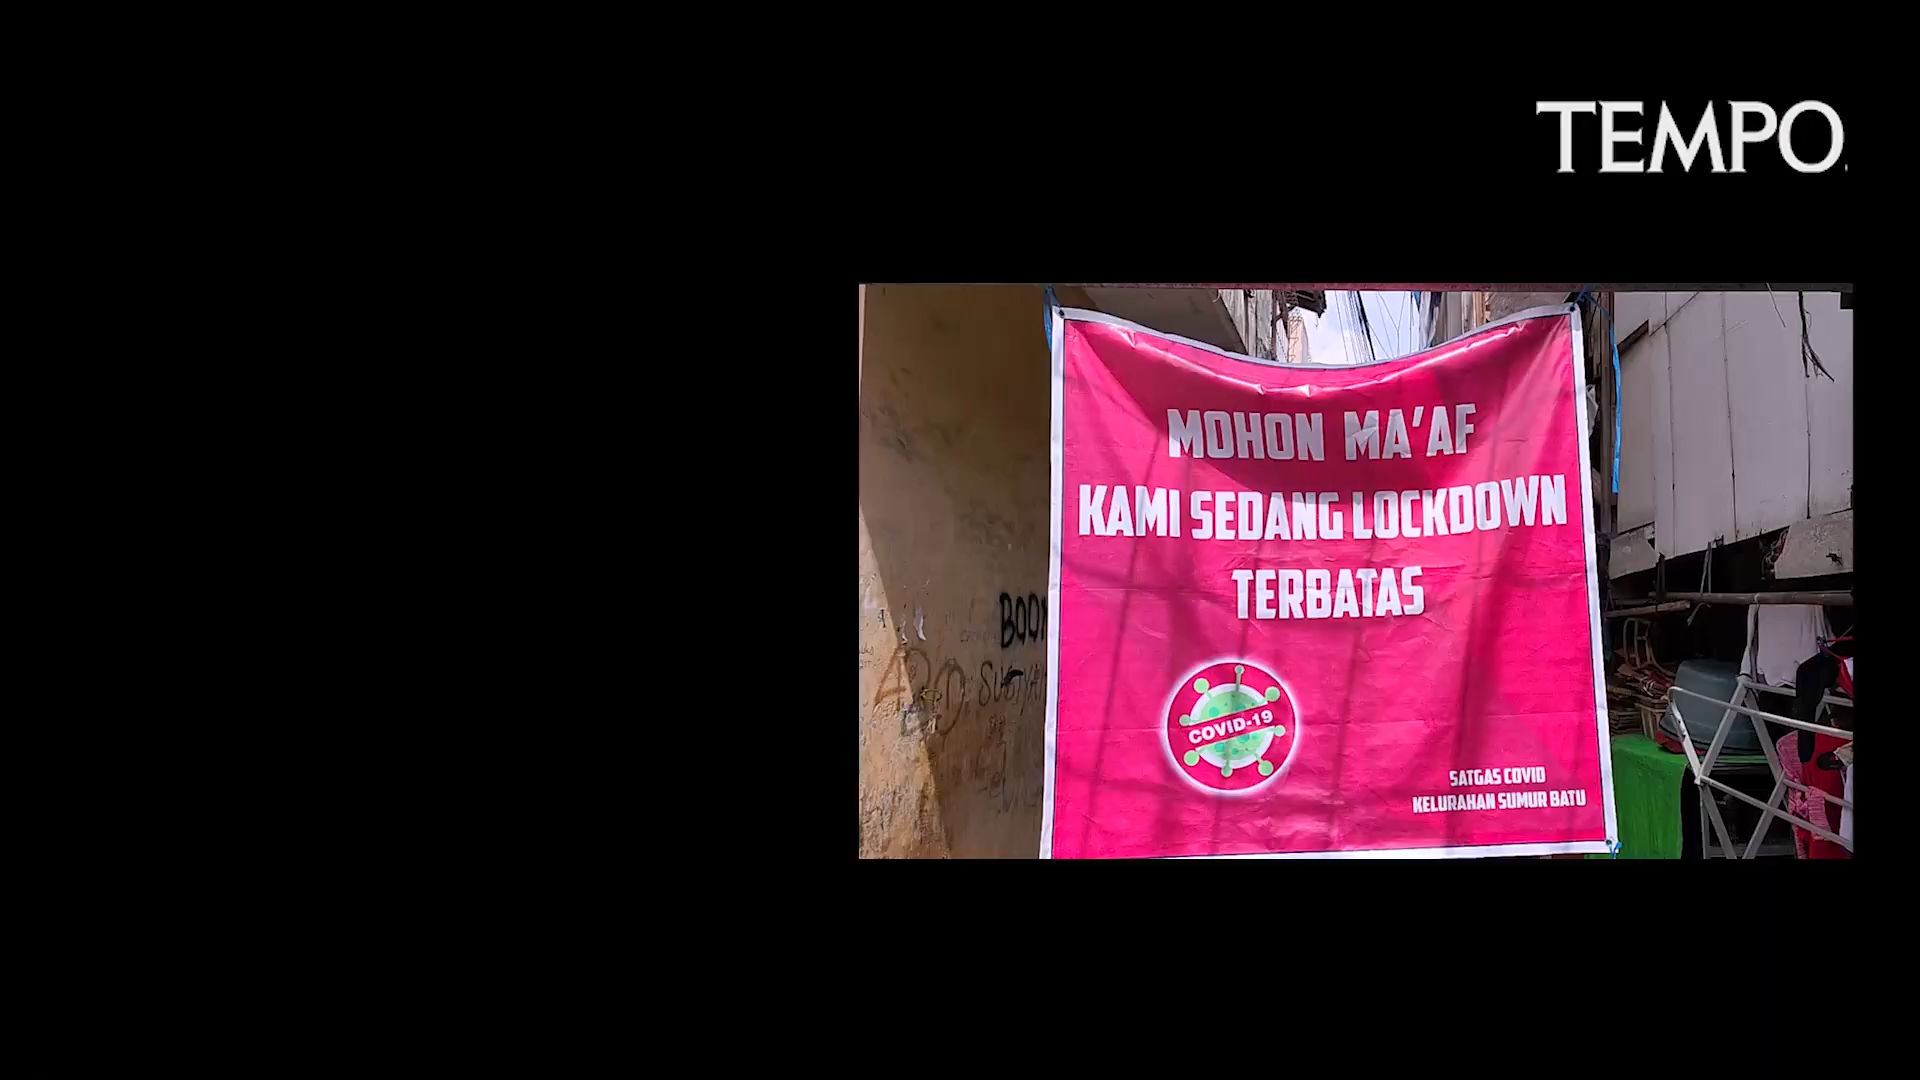 TEMPO
MOHON MA'AF
KAMI SEDANG LOCKDOWN
TERBATAS
COVID-19
SATGAS COVID
KELURAHAN SUMUR BATU